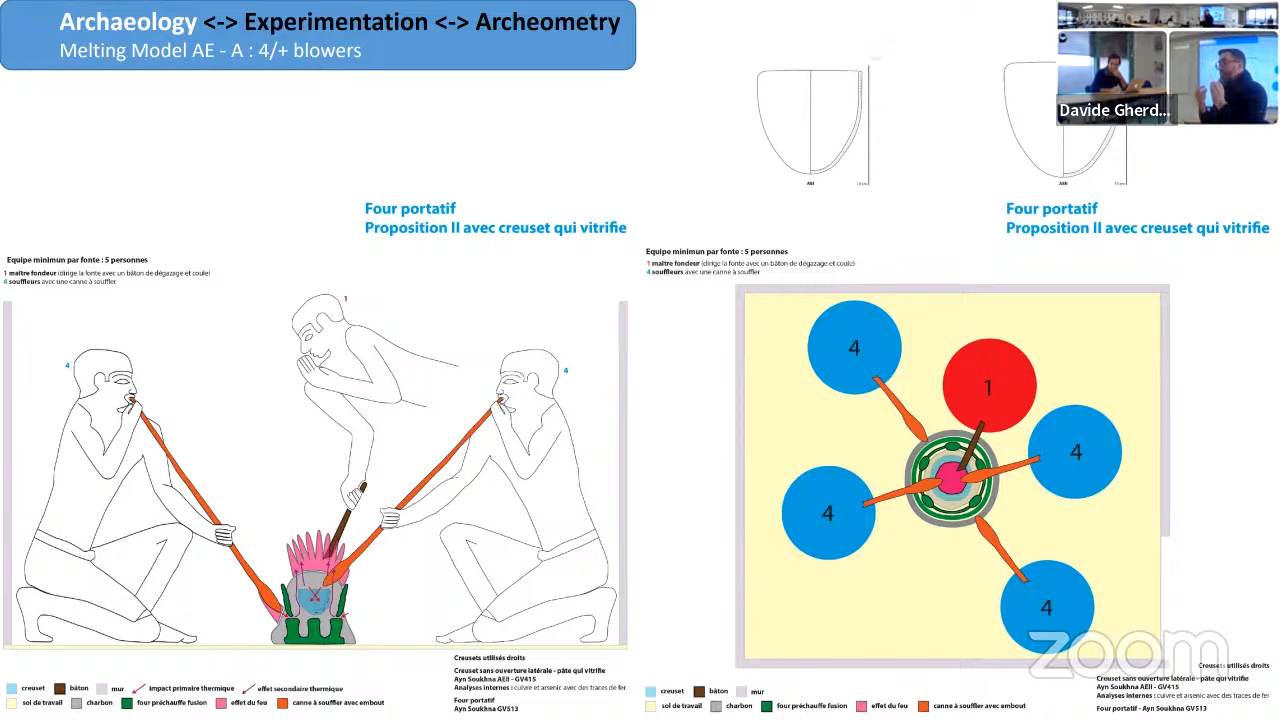 Archaeology <-> Experimentation <-> Archeometry
Melting Model AE - A : 4/+ blowers
Davide Gherd...
AEI
AEII
Four portatif
Proposition II avec creuset qui vitrifie
Four portatif
Proposition II avec creuset qui vitrifie
Equipe minimun par fonte : 5 personnes
1 maître fondeur (dirige la fonte avec un bâton de dégazage et coule)
4 souffleurs avec une canne à souffler
Equipe minimun par fonte : 5 personnes
1 maître fondeur (dirige la fonte avec un bâton de dégazage et coule)
4 souffleurs avec une canne à souffler
1
4
4
4
1
4
4
4
zoom
Creusets utilisés droits
Creuset sans ouverture latérale - pâte qui vitrifie
Ayn Soukhna AEII - GV415
Analyses internes : cuivre et arsenic avec des traces de fer
Four portatif
Ayn Soukhna GV513
creuset
bâton
mur
impact primaire thermique
effet secondaire thermique
sol de travail
charbon
four préchauffe fusion
effet du feu
canne à souffler avec embout
Creusets utilisés droits
Creuset sans ouverture latérale - pâte qui vitrifie
Ayn Soukhna AEII - GV415
Analyses internes : cuivre et arsenic avec des traces de fer
Four portatif - Ayn Soukhna GV513
creuset
bâton
mur
sol de travail
charbon
four préchauffe fusion
effet du feu
canne à souffler avec embout